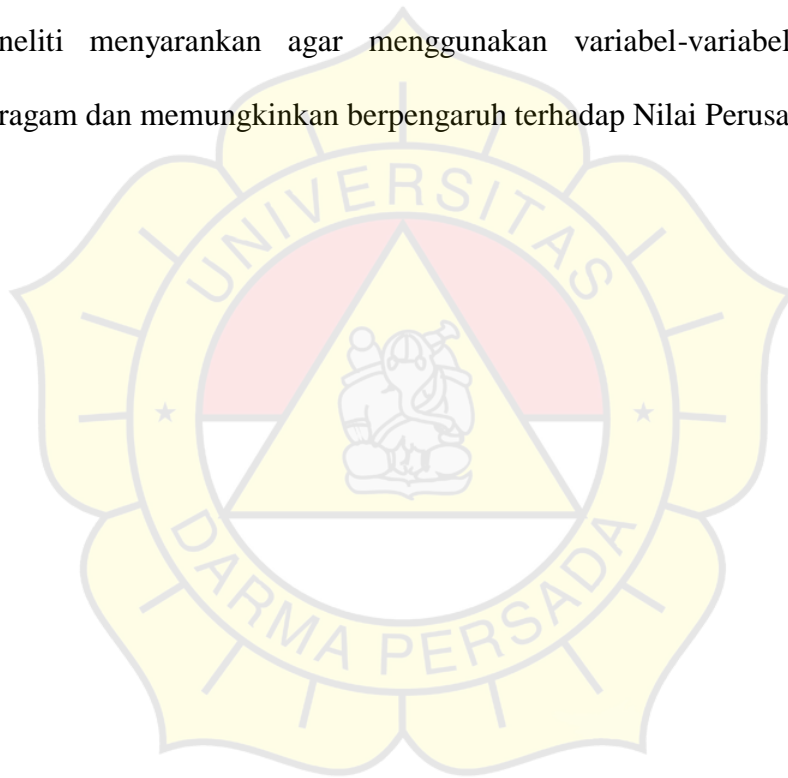 neliti menyarankan agar menggunakan variabel-variabel
ragam dan memungkinkan berpengaruh terhadap Nilai Perusa
UNIVERSITAS
DARMA PERSADA